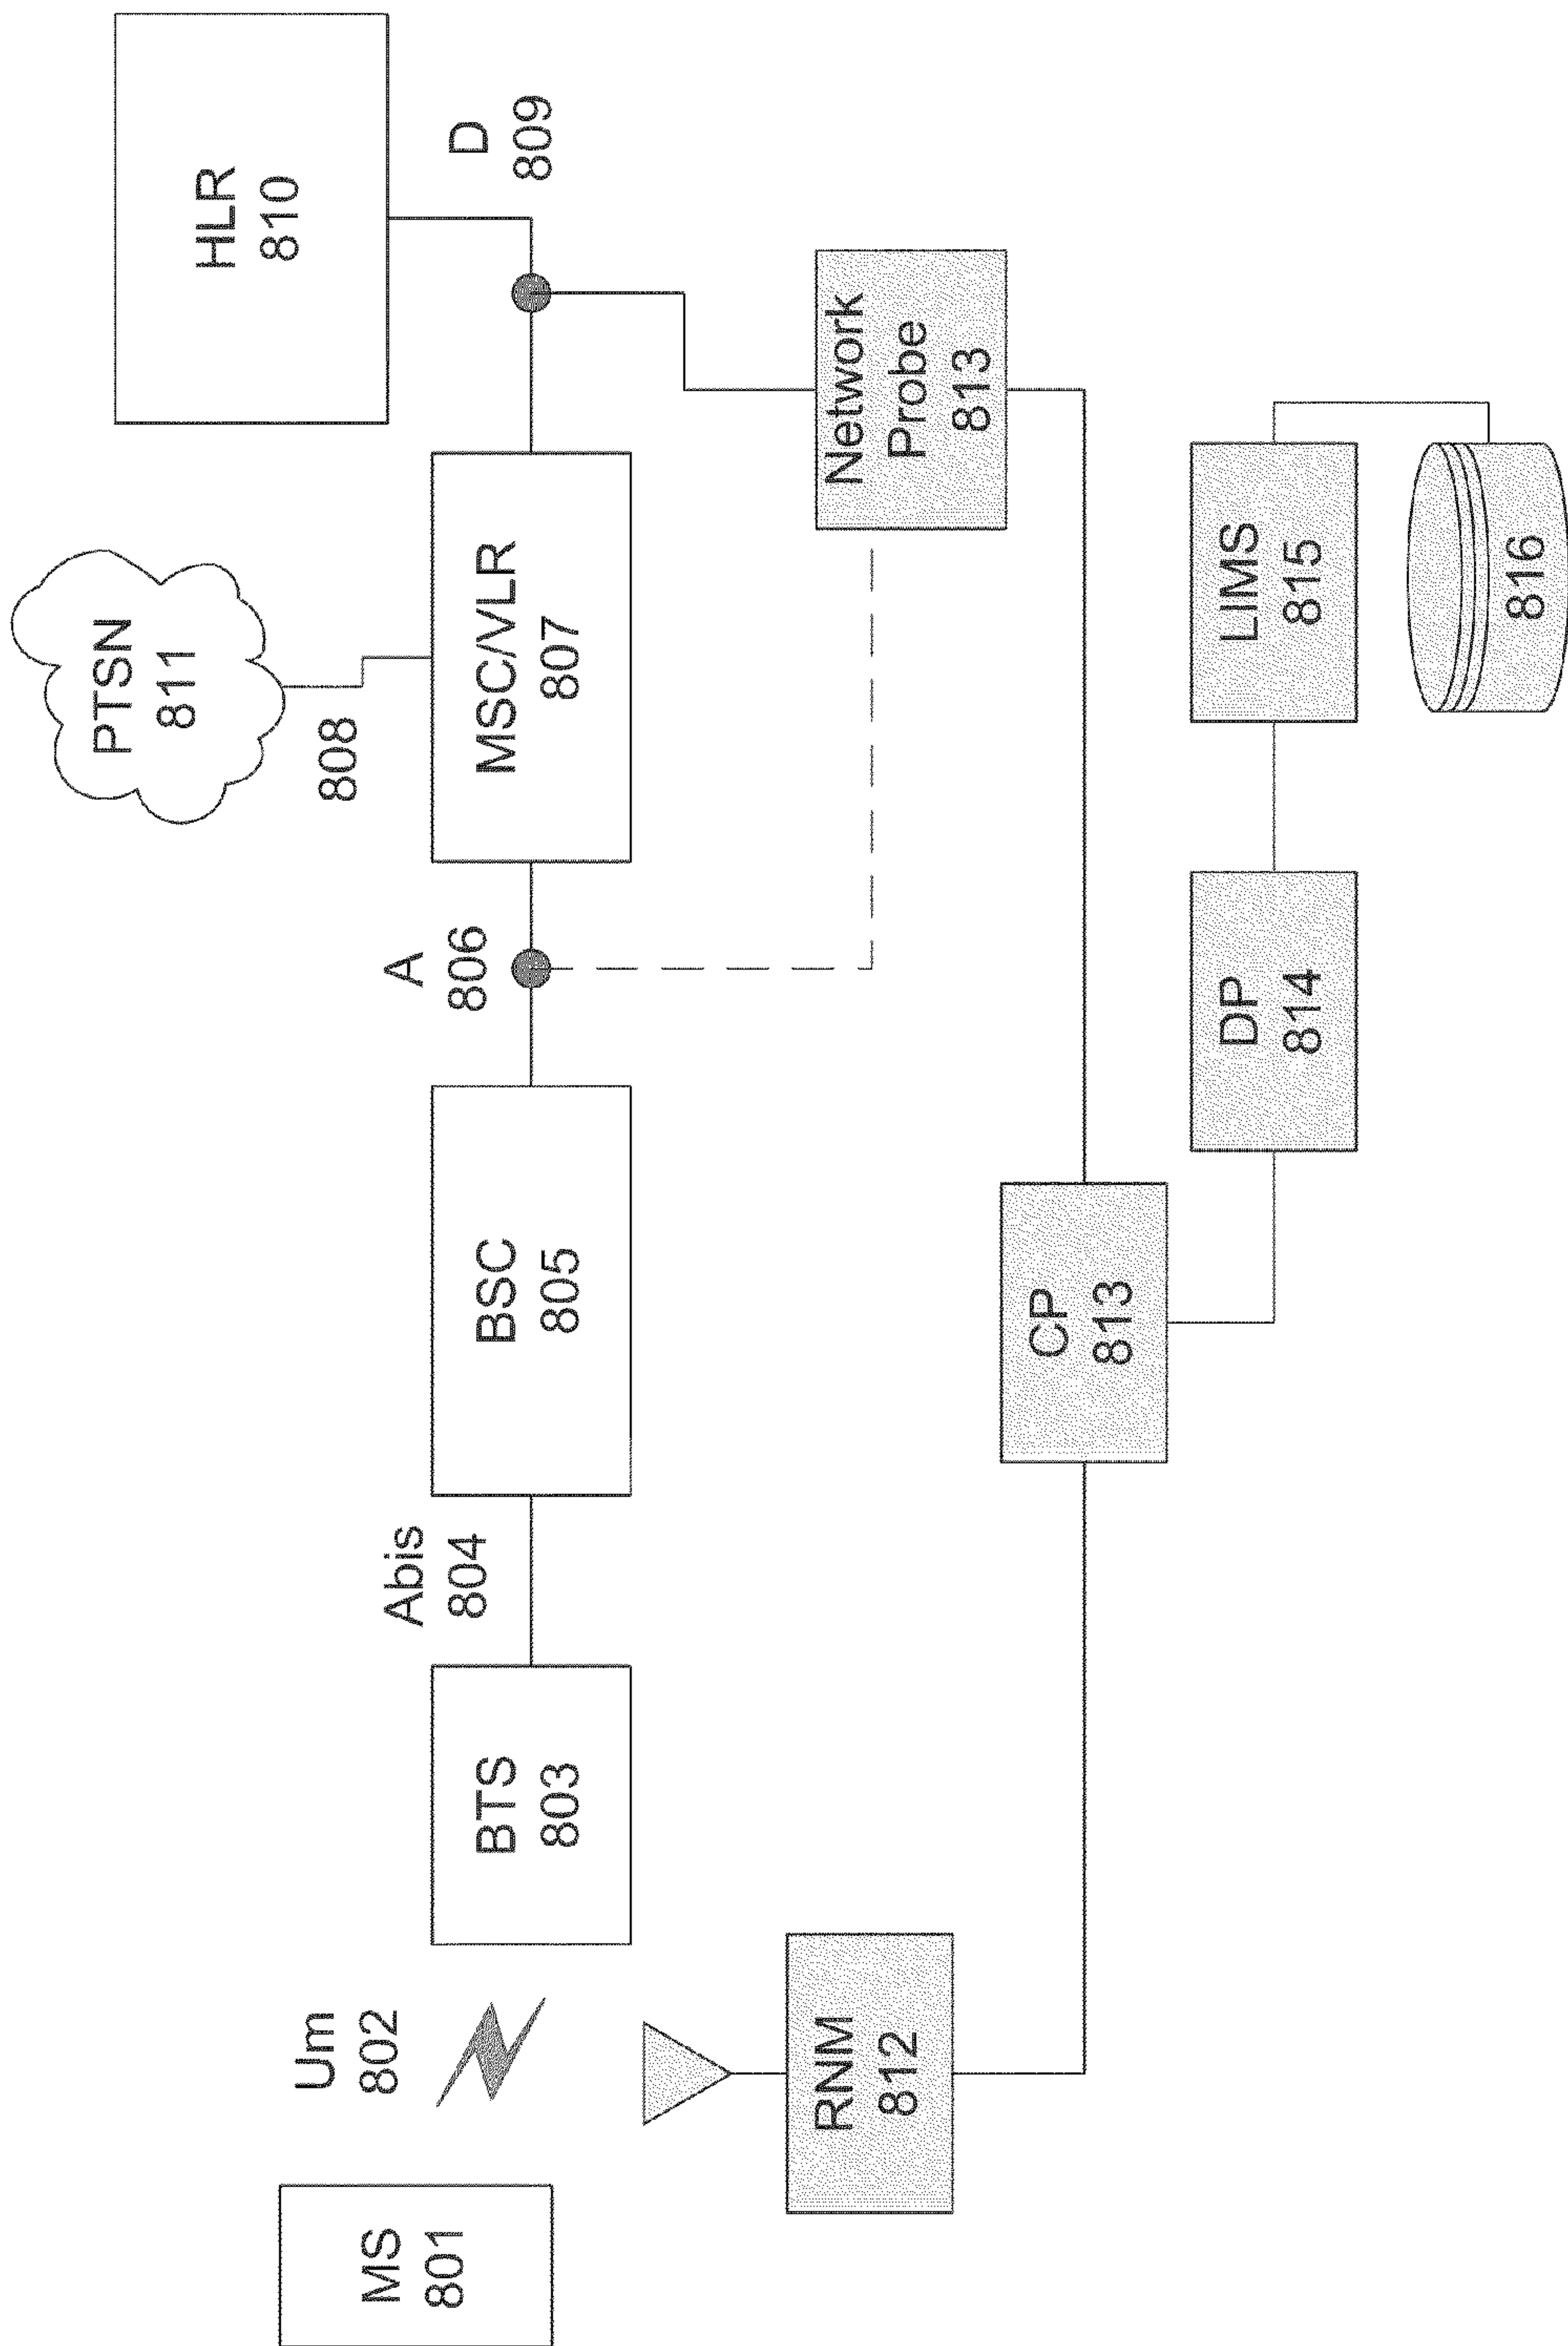 MS
801
Um
802
BTS
803
Abis
804
BSC
805
A
806
MSC/VLR
807
808
PTSN
811
D
809
HLR
810
RNM
812
CP
813
Network
Probe
813
DP
814
LIMS
815
816